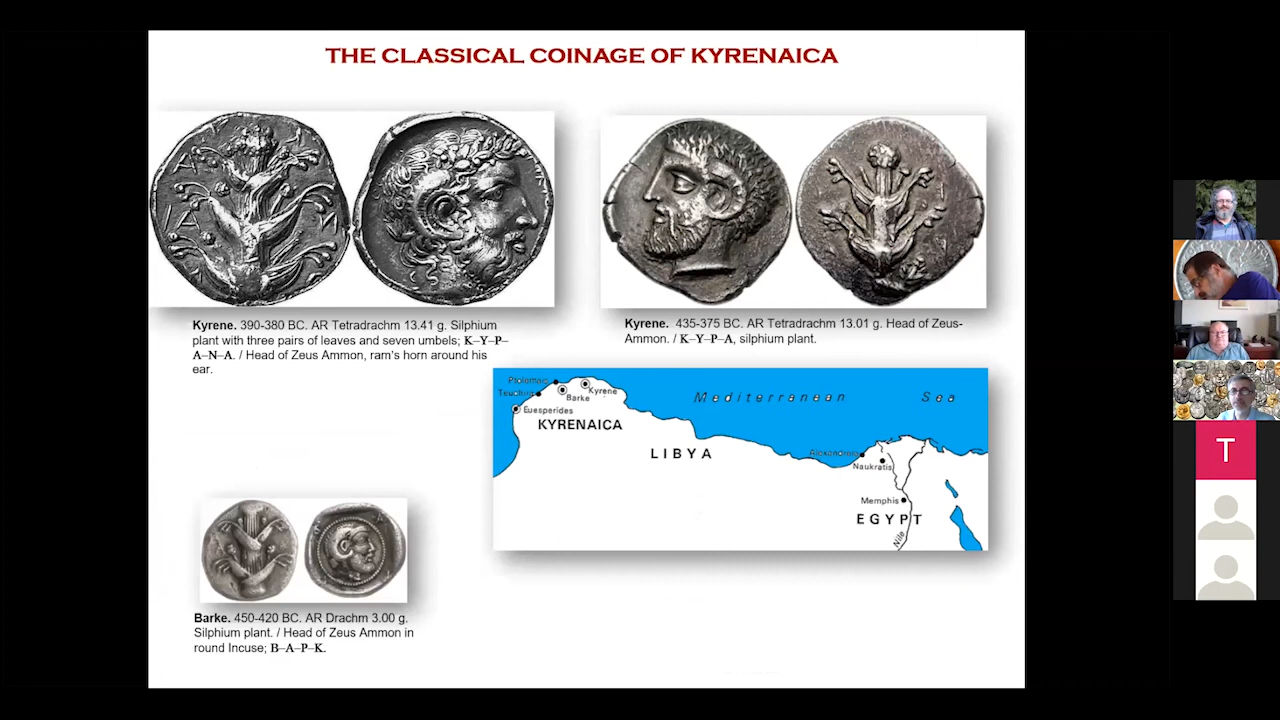 THE CLASSICAL COINAGE OF KYRENAICA
Kyrene. 390-380 BC. AR Tetradrachm 13.41 g. Silphium
plant with three pairs of leaves and seven umbels; K–Y–P–
A–N–A. / Head of Zeus Ammon, ram's horn around his
ear.
Kyrene. 435-375 BC. AR Tetradrachm 13.01 g. Head of Zeus-
Ammon. / K–Y–P–A, silphium plant.
Ptolemais
Teuchira
Barke
Kyrene
Euesperides
KYRENAICA
LIBYA
Mediterranean Sea
Alexandria
Naukratis
Memphis
EGYPT
Nile
Barke. 450-420 BC. AR Drachm 3.00 g.
Silphium plant. / Head of Zeus Ammon in
round Incuse; B–A–P–K.
T